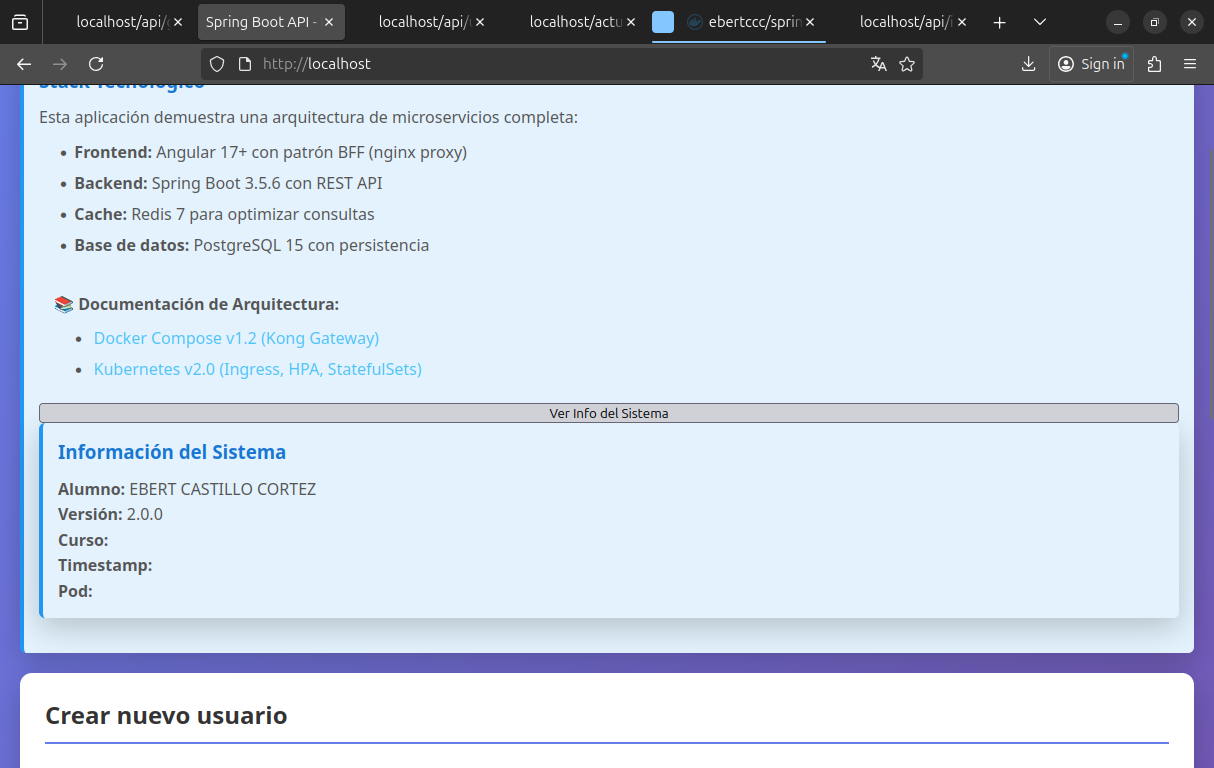 localhost/api/g
Spring Boot API -
localhost/api/
localhost/actu
ebertccc/sprin
localhost/api/i
http://localhost
Sign in
Stack Tecnológico
Esta aplicación demuestra una arquitectura de microservicios completa:
• Frontend: Angular 17+ con patrón BFF (nginx proxy)
• Backend: Spring Boot 3.5.6 con REST API
• Cache: Redis 7 para optimizar consultas
• Base de datos: PostgreSQL 15 con persistencia
📚 Documentación de Arquitectura:
• Docker Compose v1.2 (Kong Gateway)
• Kubernetes v2.0 (Ingress, HPA, StatefulSets)
Ver Info del Sistema
Información del Sistema
Alumno: EBERT CASTILLO CORTEZ
Versión: 2.0.0
Curso:
Timestamp:
Pod:
Crear nuevo usuario